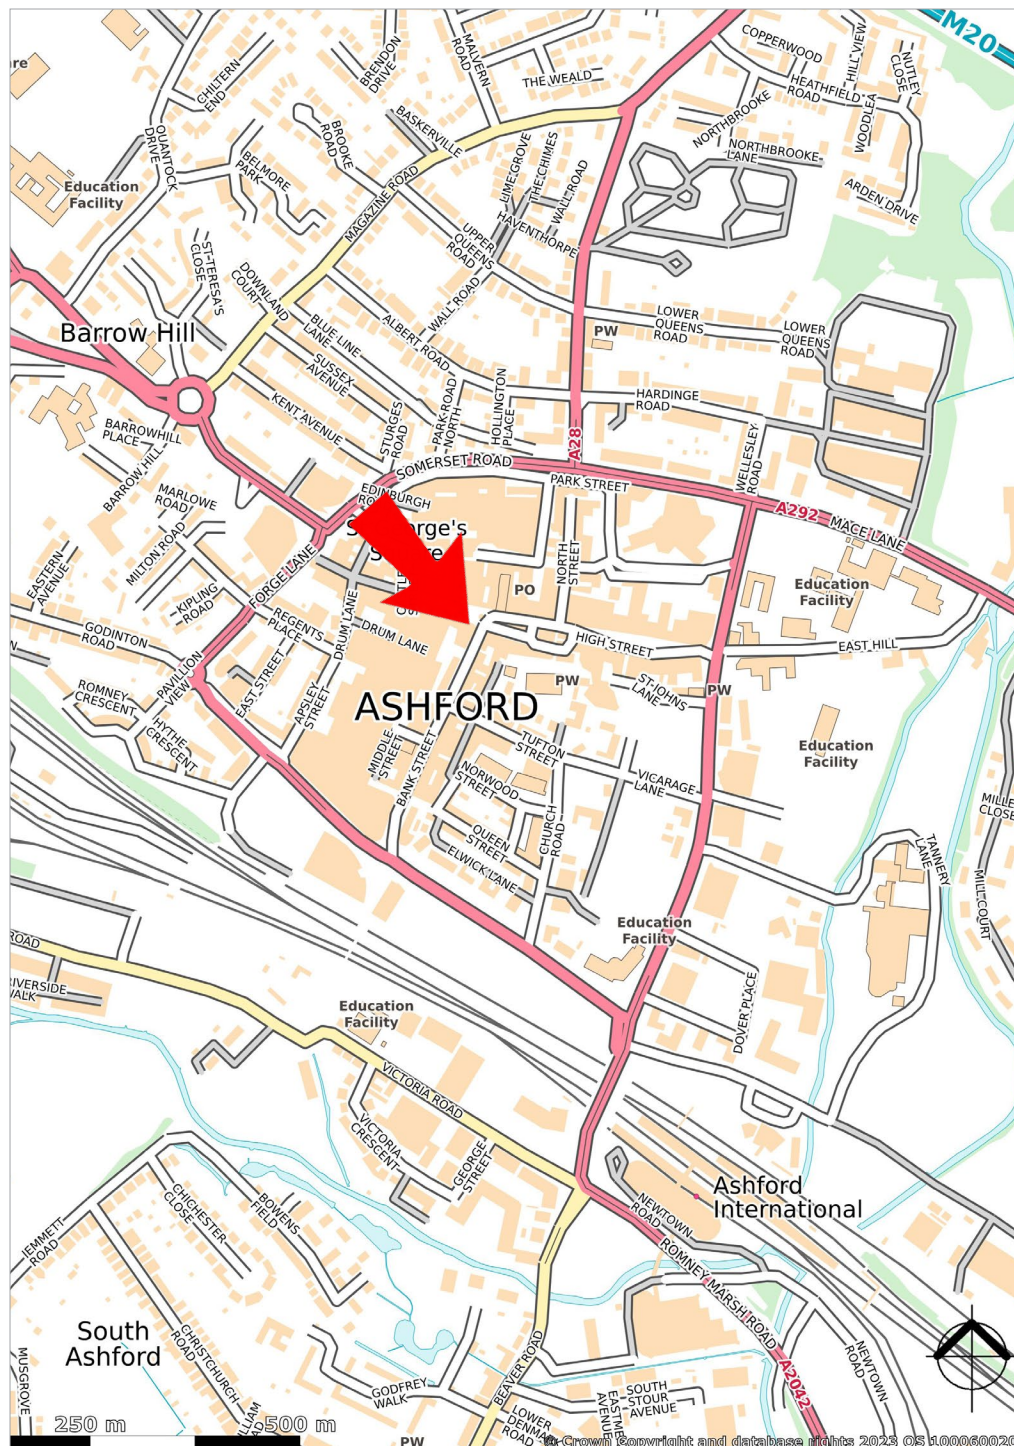 M20
COPPERWOOD
HILL VIEW
NUTLEY
CLOSE
BRENDON
DRIVE
MALVERN
ROAD
THE WEALD
HEATHFIELD
ROAD
WOODLEA
CHILTERN
END
BASKERVILLE
NORTHBROOKE
NORTHBROOKE
LANE
QUANTOCK
DRIVE
BROOKE
ROAD
BELMORE
PARK
LIME GROVE
THE CHIMES
WALL ROAD
ARDEN DRIVE
Education
Facility
MAGAZINE ROAD
HAVENTHORPE
UPPER
QUEENS
ROAD
ST-TERESA'S
CLOSE
DOWNLAND
COURT
WALL ROAD
Barrow Hill
BLUE LINE
LANE
ALBERT ROAD
PW
LOWER
QUEENS
ROAD
LOWER
QUEENS
ROAD
SUSSEX
AVENUE
KENT AVENUE
STURGES
ROAD
PARK ROAD
NORTH
HOLLINGTON
PLACE
HARDINGE
ROAD
BARROWHILL
PLACE
BARROW HILL
A28
WELLESLEY
ROAD
SOMERSET ROAD
PARK STREET
EDINBURGH
MARLOWE
ROAD
A292
MACE LANE
MILTON ROAD
EASTERN
AVENUE
FORGE LANE
NORTH
STREET
PO
Education
Facility
KIPLING
ROAD
REGENTS
PLACE
DRUM LANE
DRUM LANE
GODINTON
ROAD
HIGH STREET
EAST HILL
PAVILLION
VIEW
EAST STREET
APSLEY
STREET
ROMNEY
CRESCENT
HYTHE
CRESCENT
ASHFORD
PW
ST-JOHNS
LANE
PW
MIDDLE
STREET
BANK STREET
TUFTON
STREET
Education
Facility
NORWOOD
STREET
VICARAGE
LANE
QUEEN
STREET
CHURCH
ROAD
ELWICK LANE
TANNERY
LANE
CLOSE
MILL COURT
Education
Facility
ROAD
DOVER PLACE
Education
Facility
VICTORIA ROAD
VICTORIA
CRESCENT
GEORGE
STREET
Ashford
International
NEWTOWN
ROAD
CHICHESTER
CLOSE
BOWENS
FIELD
JEMMETT
ROAD
ROMNEY MARSH ROAD
A2042
South
Ashford
CHRISTCHURCH
ROAD
NEWTOWN
ROAD
MUSGROVE
GODFREY
WALK
BEAVER ROAD
SOUTH
STOUR
AVENUE
LOWER
ROAD
PW
250 m
500 m
© Crown Copyright and database rights 2023 OS